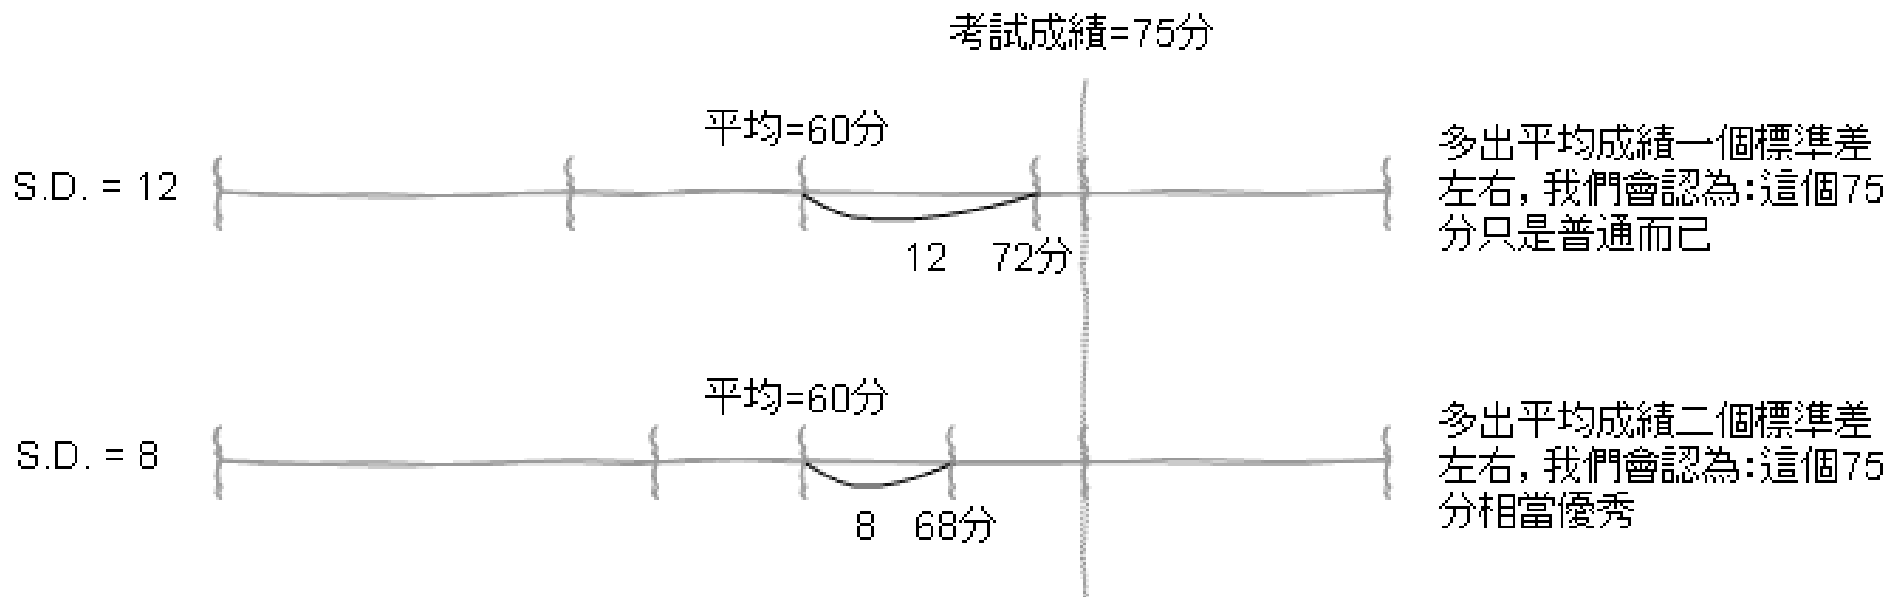 考試成績=75分
平均=60分
S.D. = 12
12 72分
多出平均成績一個標準差
左右,我們會認為:這個75
分只是普通而已
平均=60分
S.D. = 8
8 68分
多出平均成績二個標準差
左右,我們會認為:這個75
分相當優秀